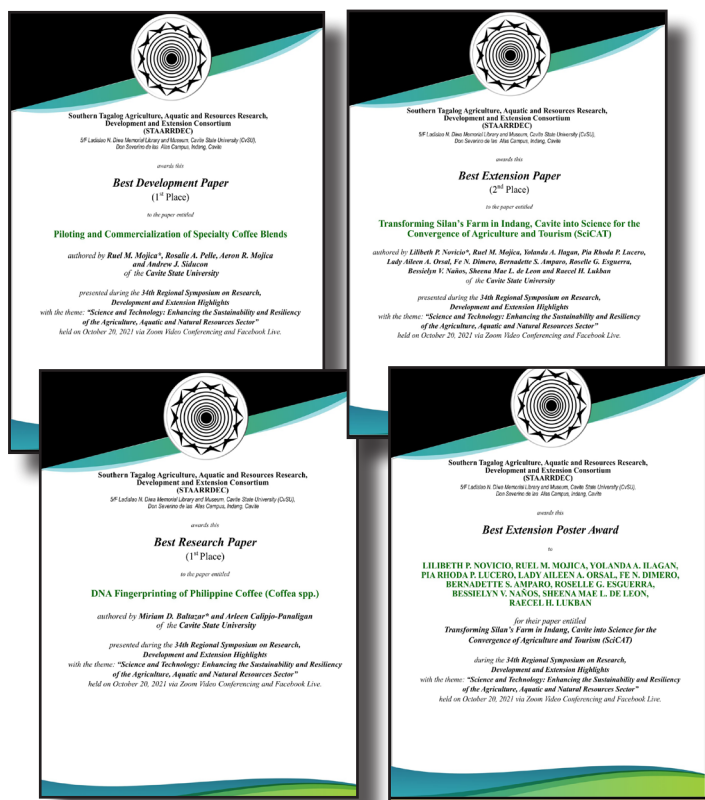 Southern Tagalog Agriculture, Aquatic and Resources Research,
Development and Extension Consortium
(STAARRDEC)
5/F Ladislao N. Diwa Memorial Library and Museum, Cavite State University (CvSU),
Don Severino de las Alas Campus, Indang, Cavite
awards this
Best Development Paper
(1st Place)
to the paper entitled
Piloting and Commercialization of Specialty Coffee Blends
authored by Ruel M. Mojica*, Rosalie A. Pelle, Aeron R. Mojica
and Andrew J. Siducon
of the Cavite State University
presented during the 34th Regional Symposium on Research,
Development and Extension Highlights
with the theme: "Science and Technology: Enhancing the Sustainability and Resiliency
of the Agriculture, Aquatic and Natural Resources Sector"
held on October 20, 2021 via Zoom Video Conferencing and Facebook Live.
Southern Tagalog Agriculture, Aquatic and Resources Research,
Development and Extension Consortium
(STAARRDEC)
5/F Ladislao N. Diwa Memorial Library and Museum, Cavite State University (CvSU),
Don Severino de las Alas Campus, Indang, Cavite
awards this
Best Extension Paper
(2nd Place)
to the paper entitled
Transforming Silan's Farm in Indang, Cavite into Science for the
Convergence of Agriculture and Tourism (SciCAT)
authored by Lilibeth P. Novicio*, Ruel M. Mojica, Yolanda A. Ilagan, Pia Rhoda P. Lucero,
Lady Aileen A. Orsal, Fe N. Dimero, Bernadette S. Amparo, Roselle G. Esguerra,
Bessielyn V. Naños, Sheena Mae L. de Leon and Raecel H. Lukban
of the Cavite State University
presented during the 34th Regional Symposium on Research,
Development and Extension Highlights
with the theme: "Science and Technology: Enhancing the Sustainability and Resiliency
of the Agriculture, Aquatic and Natural Resources Sector"
held on October 20, 2021 via Zoom Video Conferencing and Facebook Live.
Southern Tagalog Agriculture, Aquatic and Resources Research,
Development and Extension Consortium
(STAARRDEC)
5/F Ladislao N. Diwa Memorial Library and Museum, Cavite State University (CvSU),
Don Severino de las Alas Campus, Indang, Cavite
awards this
Best Research Paper
(1st Place)
to the paper entitled
DNA Fingerprinting of Philippine Coffee (Coffea spp.)
authored by Miriam D. Baltazar* and Arleen Calipjo-Panaligan
of the Cavite State University
presented during the 34th Regional Symposium on Research,
Development and Extension Highlights
with the theme: "Science and Technology: Enhancing the Sustainability and Resiliency
of the Agriculture, Aquatic and Natural Resources Sector"
held on October 20, 2021 via Zoom Video Conferencing and Facebook Live.
Southern Tagalog Agriculture, Aquatic and Resources Research,
Development and Extension Consortium
(STAARRDEC)
5/F Ladislao N. Diwa Memorial Library and Museum, Cavite State University (CvSU),
Don Severino de las Alas Campus, Indang, Cavite
awards this
Best Extension Poster Award
to
LILIBETH P. NOVICIO, RUEL M. MOJICA, YOLANDA A. ILAGAN,
PIA RHODA P. LUCERO, LADY AILEEN A. ORSAL, FE N. DIMERO,
BERNADETTE S. AMPARO, ROSELLE G. ESGUERRA,
BESSIELYN V. NAÑOS, SHEENA MAE L. DE LEON,
RAECEL H. LUKBAN
for their paper entitled
Transforming Silan's Farm in Indang, Cavite into Science for the
Convergence of Agriculture and Tourism (SciCAT)
during the 34th Regional Symposium on Research,
Development and Extension Highlights
with the theme: "Science and Technology: Enhancing the Sustainability and Resiliency
of the Agriculture, Aquatic and Natural Resources Sector"
held on October 20, 2021 via Zoom Video Conferencing and Facebook Live.